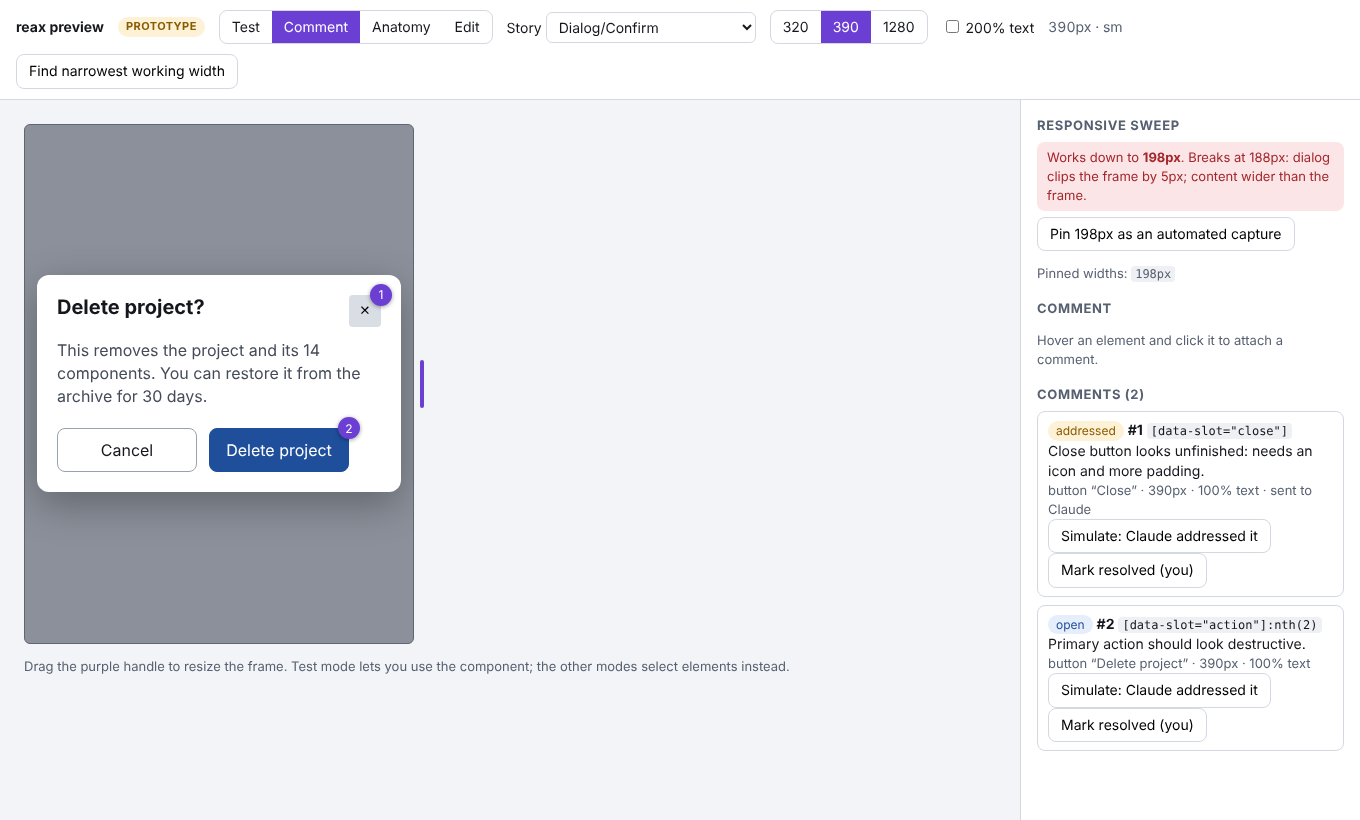 reax preview PROTOTYPE Test Comment Anatomy Edit Story Dialog/Confirm 320 390 1280 200% text 390px · sm
Find narrowest working width
Delete project?
× 1
This removes the project and its 14
components. You can restore it from the
archive for 30 days.
Cancel Delete project 2
Drag the purple handle to resize the frame. Test mode lets you use the component; the other modes select elements instead.
RESPONSIVE SWEEP
Works down to 198px. Breaks at 188px: dialog
clips the frame by 5px; content wider than the
frame.
Pin 198px as an automated capture
Pinned widths: 198px
COMMENT
Hover an element and click it to attach a
comment.
COMMENTS (2)
addressed #1 [data-slot="close"]
Close button looks unfinished: needs an
icon and more padding.
button “Close” · 390px · 100% text · sent to
Claude
Simulate: Claude addressed it
Mark resolved (you)
open #2 [data-slot="action"]:nth(2)
Primary action should look destructive.
button “Delete project” · 390px · 100% text
Simulate: Claude addressed it
Mark resolved (you)